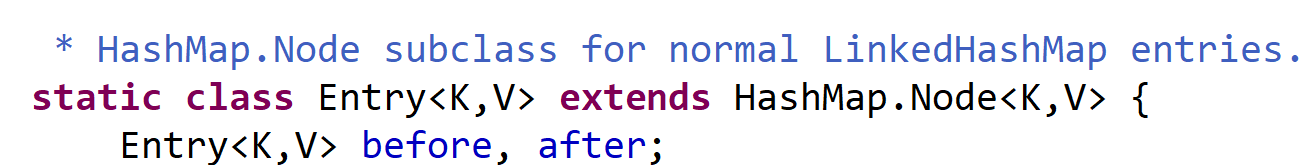 * HashMap.Node subclass for normal LinkedHashMap entries.
static class Entry<K,V> extends HashMap.Node<K,V> {
Entry<K,V> before, after;